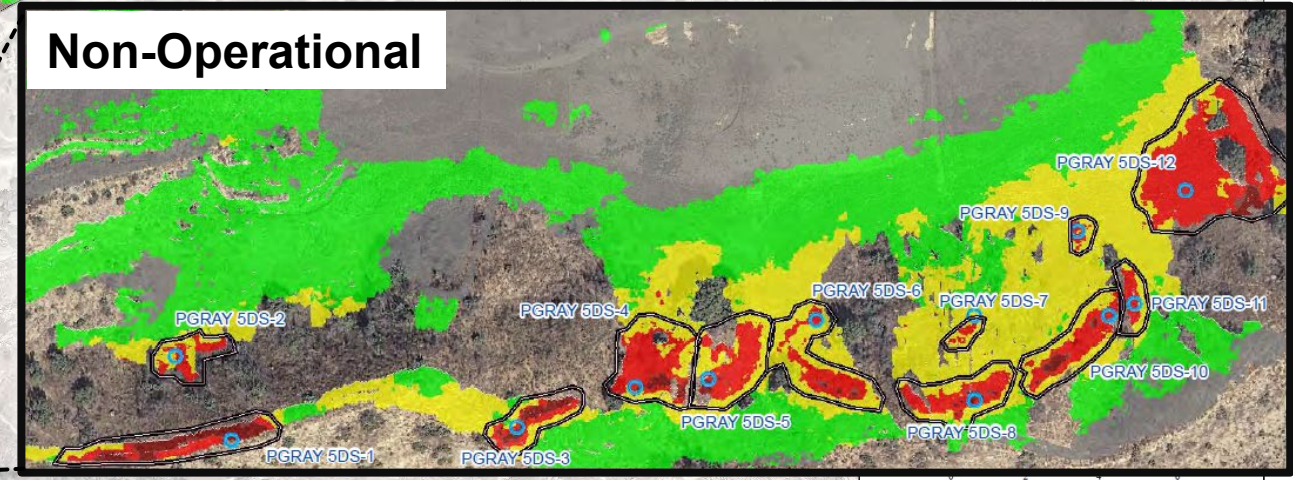 Non-Operational
PGRAY 5DS-12
PGRAY 5DS-9
PGRAY 5DS-6
PGRAY 5DS-7
PGRAY 5DS-11
PGRAY 5DS-4
PGRAY 5DS-2
PGRAY 5DS-10
PGRAY 5DS-5
PGRAY 5DS-8
PGRAY 5DS-1
PGRAY 5DS-3